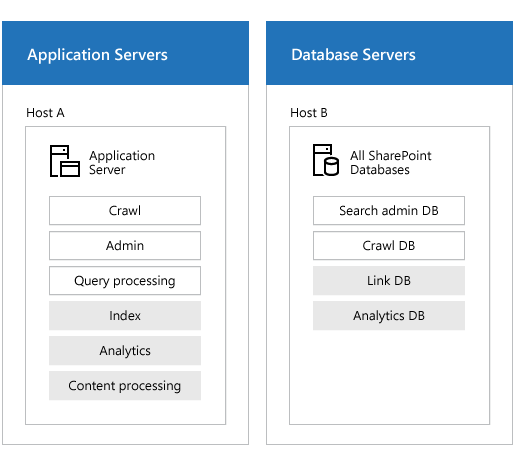 Application Servers
Host A
Application
Server
Crawl
Admin
Query processing
Index
Analytics
Content processing
Database Servers
Host B
All SharePoint
Databases
Search admin DB
Crawl DB
Link DB
Analytics DB